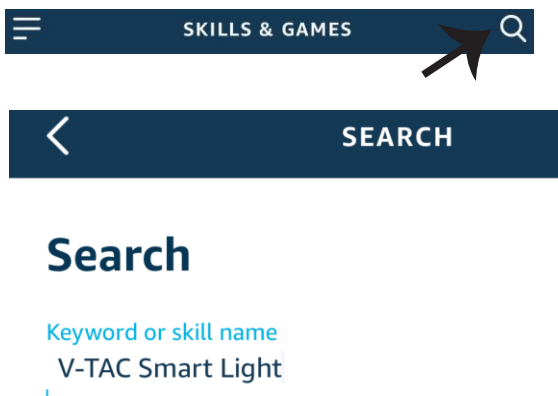 SKILLS & GAMES
SEARCH
Search
Keyword or skill name
V-TAC Smart Light